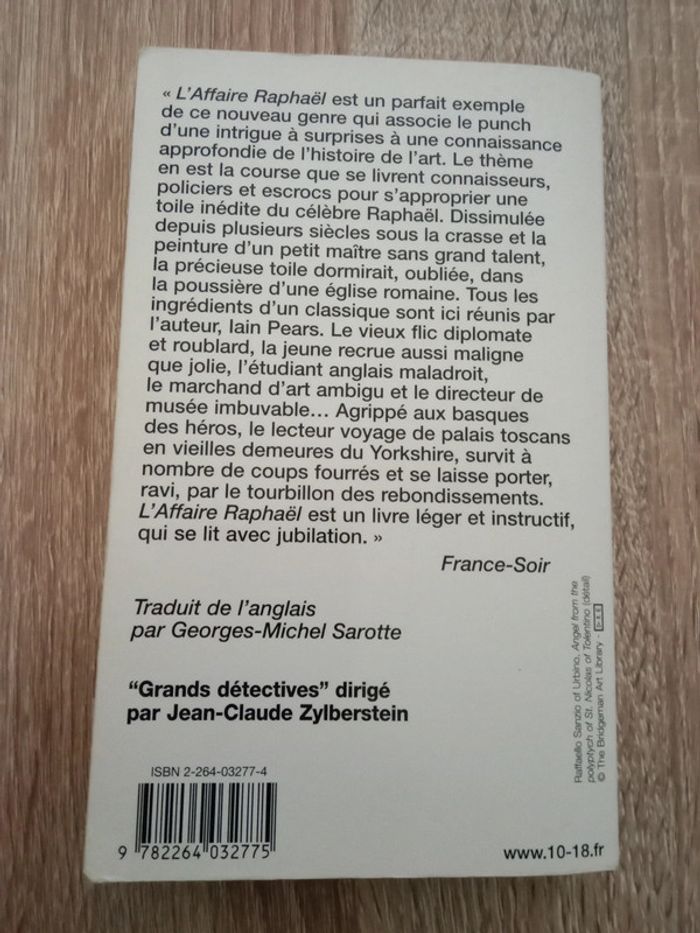 « L'Affaire Raphaël est un parfait exemple
de ce nouveau genre qui associe le punch
d'une intrigue à surprises à une connaissance
approfondie de l'histoire de l'art. Le thème
en est la course que se livrent connaisseurs,
policiers et escrocs pour s'approprier une
toile inédite du célèbre Raphaël. Dissimulée
depuis plusieurs siècles sous la crasse et la
peinture d'un petit maître sans grand talent,
la précieuse toile dormirait, oubliée, dans
la poussière d'une église romaine. Tous les
ingrédients d'un classique sont ici réunis par
l'auteur, Iain Pears. Le vieux flic diplomate
et roublard, la jeune recrue aussi maligne
que jolie, l'étudiant anglais maladroit,
le marchand d'art ambigu et le directeur de
musée imbuvable... Agrippé aux basques
des héros, le lecteur voyage de palais toscans
en vieilles demeures du Yorkshire, survit à
nombre de coups fourrés et se laisse porter,
ravi, par le tourbillon des rebondissements.
L'Affaire Raphaël est un livre léger et instructif,
qui se lit avec jubilation. »
France-Soir
Traduit de l'anglais
par Georges-Michel Sarotte
"Grands détectives" dirigé
par Jean-Claude Zylberstein
Raffaello Sanzio of Urbino, Angel from the
polyptych of St. Nicolas of Tolentino (détail)
© The Bridgeman Art Library -
ISBN 2-264-03277-4
9 782264 032775
www.10-18.fr